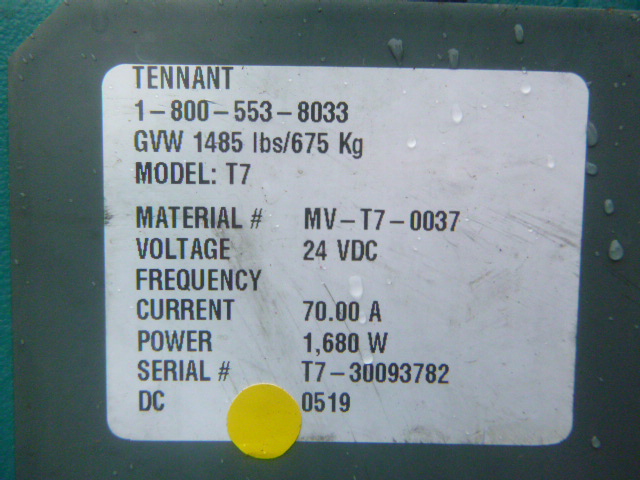 TENNANT
1-800-553-8033
GVW 1485 lbs/675 Kg
MODEL: T7
MATERIAL # MV-T7-0037
VOLTAGE 24 VDC
FREQUENCY
CURRENT 70.00 A
POWER 1,680 W
SERIAL # T7-30093782
DC 0519